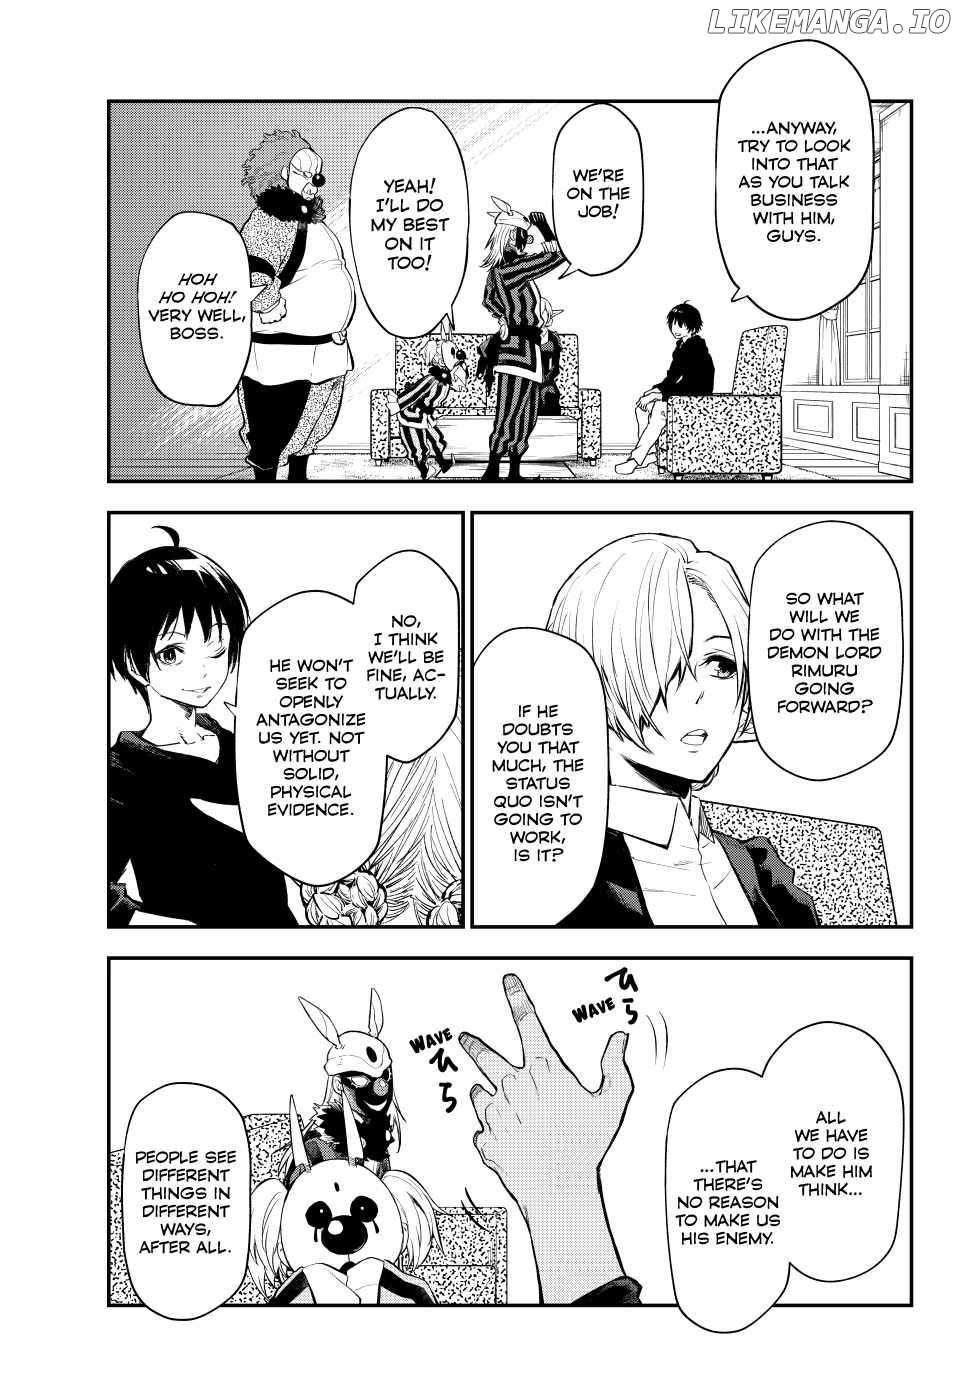 LIKEMANGA.IO
...ANYWAY,
TRY TO LOOK
INTO THAT
AS YOU TALK
BUSINESS
WITH HIM,
GUYS.
WE'RE
ON THE
JOB!
YEAH!
I'LL DO
MY BEST
ON IT
TOO!
HOH
HO HOH!
VERY WELL,
BOSS.
SO WHAT
WILL WE
DO WITH THE
DEMON LORD
RIMURU
GOING
FORWARD?
IF HE
DOUBTS
YOU THAT
MUCH, THE
STATUS
QUO ISN'T
GOING TO
WORK,
IS IT?
NO,
I THINK
WE'LL BE
FINE, AC-
TUALLY.
HE WON'T
SEEK TO
OPENLY
ANTAGONIZE
US YET. NOT
WITHOUT
SOLID,
PHYSICAL
EVIDENCE.
ALL
WE HAVE
TO DO IS
MAKE HIM
THINK...
...THAT
THERE'S
NO REASON
TO MAKE US
HIS ENEMY.
WAVE
ひら
WAVE
ひら
PEOPLE SEE
DIFFERENT
THINGS IN
DIFFERENT
WAYS,
AFTER ALL.